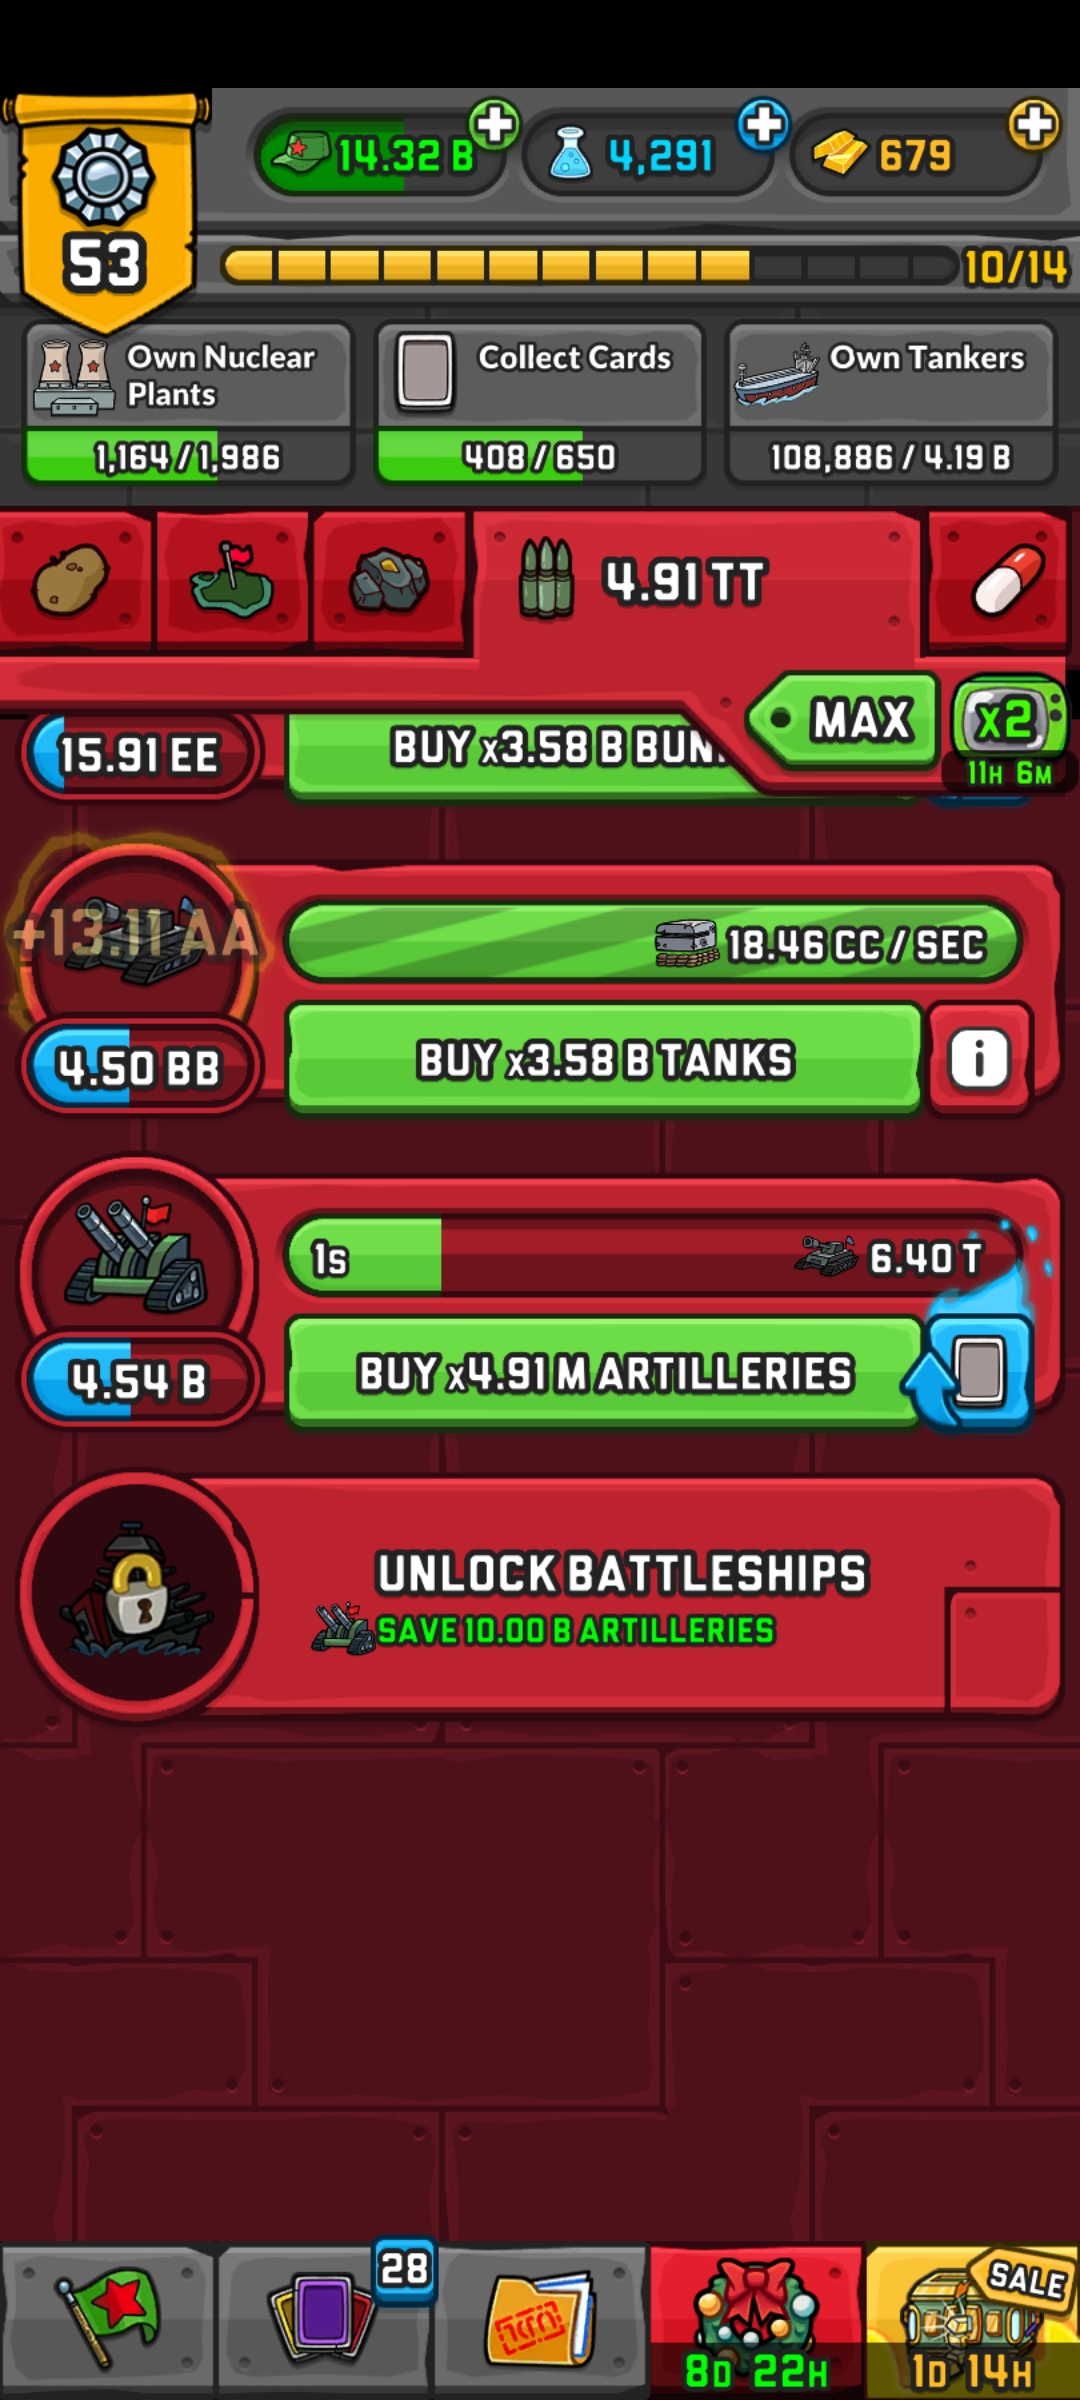 14.32 B
4,291
679
53
10/14
Own Nuclear
Plants
1,164 / 1,986
Collect Cards
408 / 650
Own Tankers
108,886 / 4.19 B
4.91 TT
MAX
x2
11H 6M
15.91 EE
BUY x3.58 B BUN
+13.11 AA
18.46 CC / SEC
4.50 BB
BUY x3.58 B TANKS
i
1s
6.40 T
4.54 B
BUY x4.91 M ARTILLERIES
UNLOCK BATTLESHIPS
SAVE 10.00 B ARTILLERIES
28
SALE
8D 22H
1D 14H